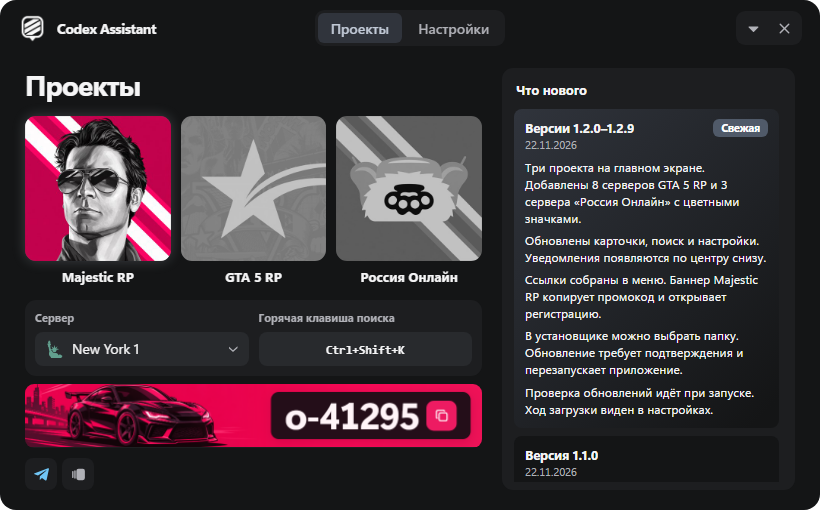 Codex Assistant
Проекты
Настройки
Проекты
Majestic RP
GTA 5 RP
Россия Онлайн
Сервер
Горячая клавиша поиска
New York 1
Ctrl+Shift+K
o-41295
Что нового
Версии 1.2.0–1.2.9
Свежая
22.11.2026
Три проекта на главном экране.
Добавлены 8 серверов GTA 5 RP и 3
сервера «Россия Онлайн» с цветными
значками.
Обновлены карточки, поиск и настройки.
Уведомления появляются по центру снизу.
Ссылки собраны в меню. Баннер Majestic
RP копирует промокод и открывает
регистрацию.
В установщике можно выбрать папку.
Обновление требует подтверждения и
перезапускает приложение.
Проверка обновлений идёт при запуске.
Ход загрузки виден в настройках.
Версия 1.1.0
22.11.2026